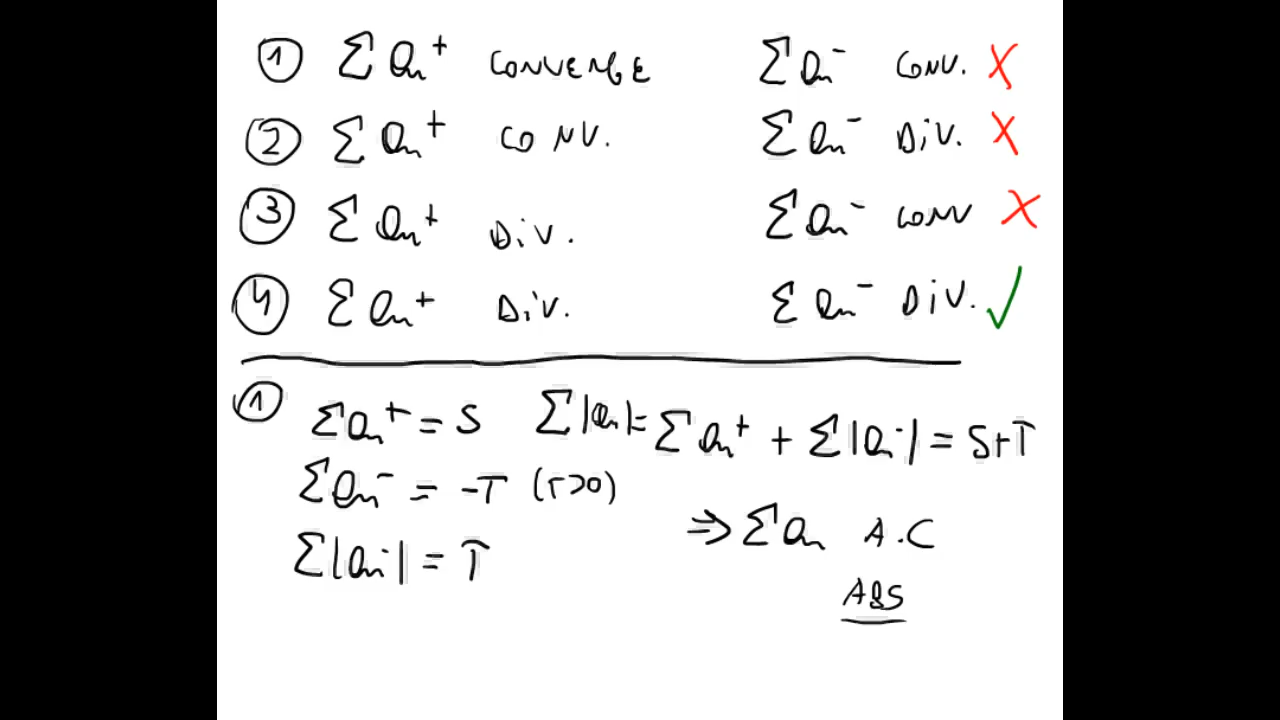 ① Σ an⁺ CONVERGE Σ an⁻ CONV. X
② Σ an⁺ CONV. Σ an⁻ DiV. X
③ Σ an⁺ DiV. Σ an⁻ CONV X
④ Σ an⁺ DiV. Σ an⁻ DiV. ✓
① Σ an⁺ = S Σ |an| = Σ an⁺ + Σ |an⁻| = S+T
Σ an⁻ = -T (T>0)
⇒ Σ an A.C
Σ |an⁻| = T
ABS